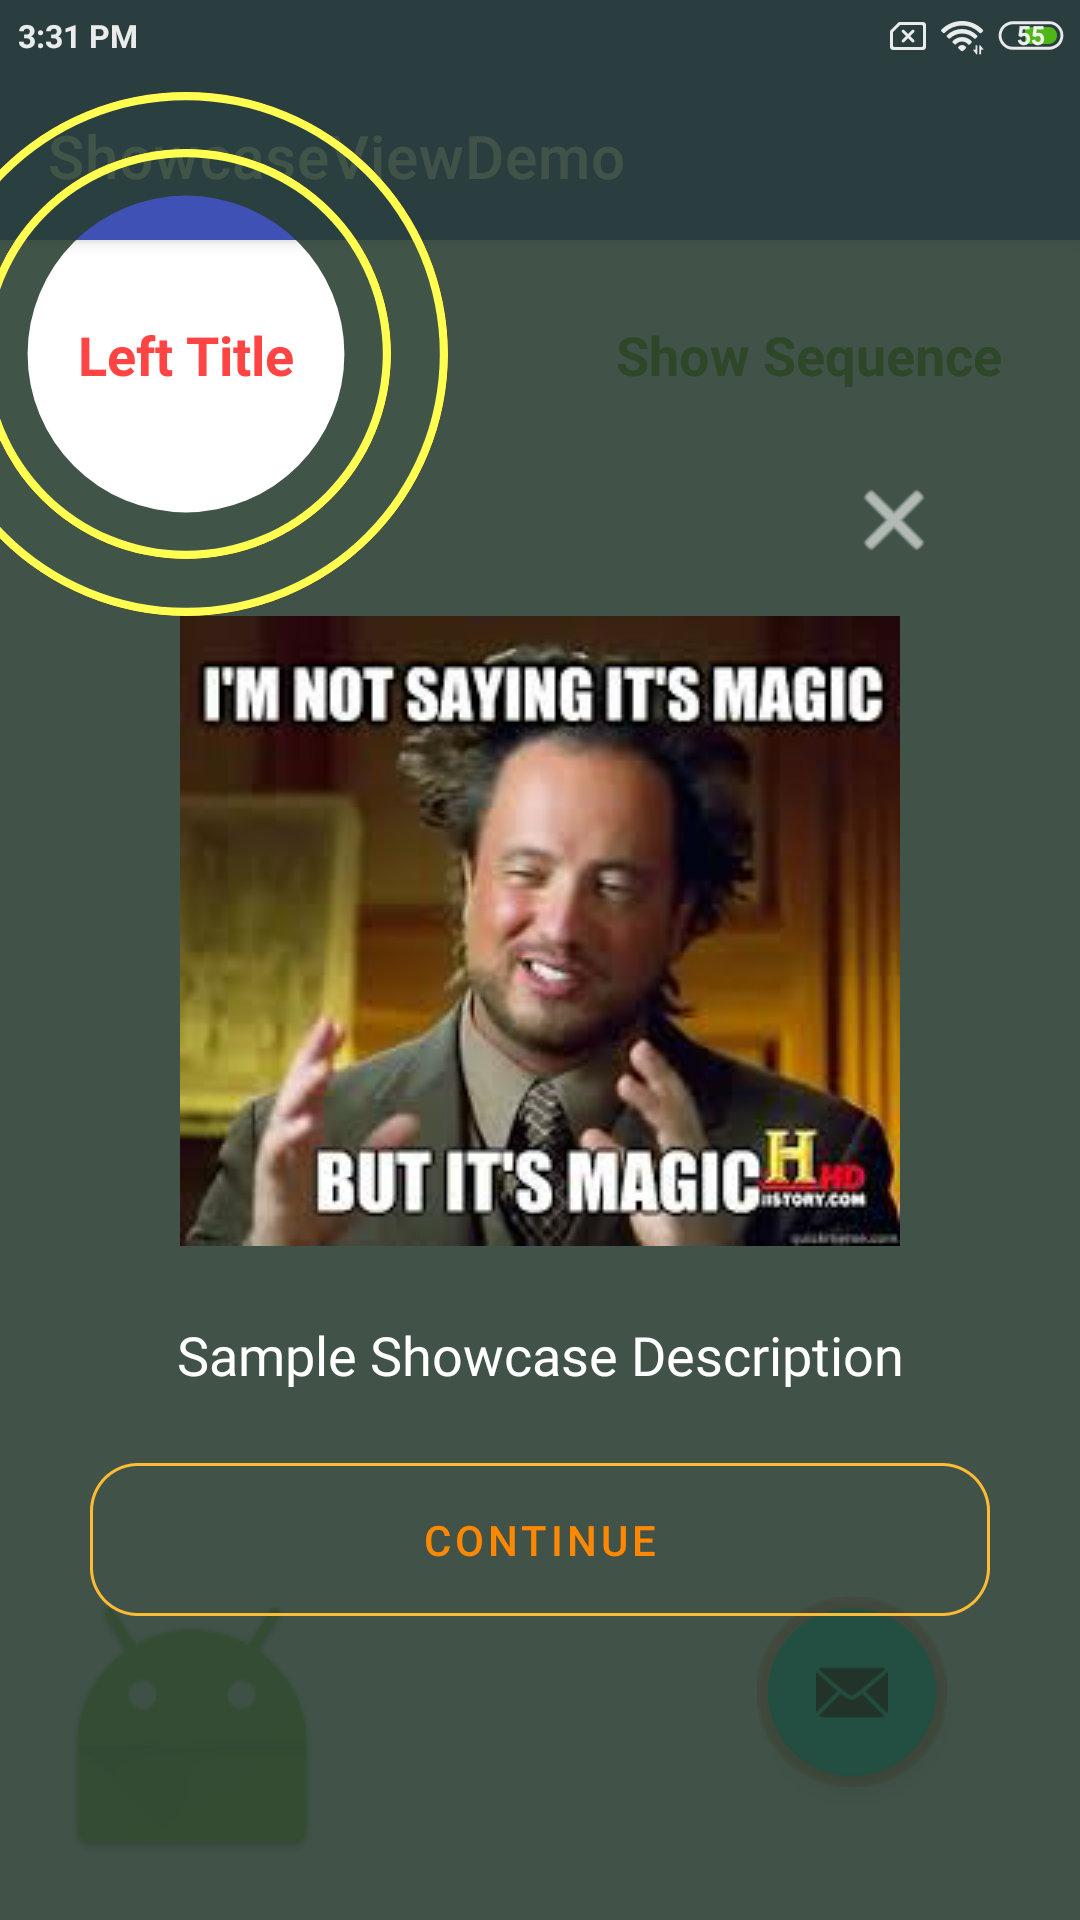 3:31 PM
55
ShowcaseViewDemo
Left Title
Show Sequence
I'M NOT SAYING IT'S MAGIC
BUT IT'S MAGIC
H HD
HISTORY.COM
Sample Showcase Description
CONTINUE